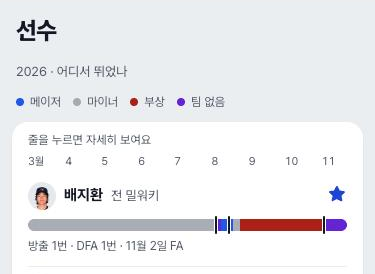 선수
2026 · 어디서 뛰었나
메이저 마이너 부상 팀 없음
줄을 누르면 자세히 보여요
3월 4 5 6 7 8 9 10 11
배지환 전 밀워키
방출 1번 · DFA 1번 · 11월 2일 FA